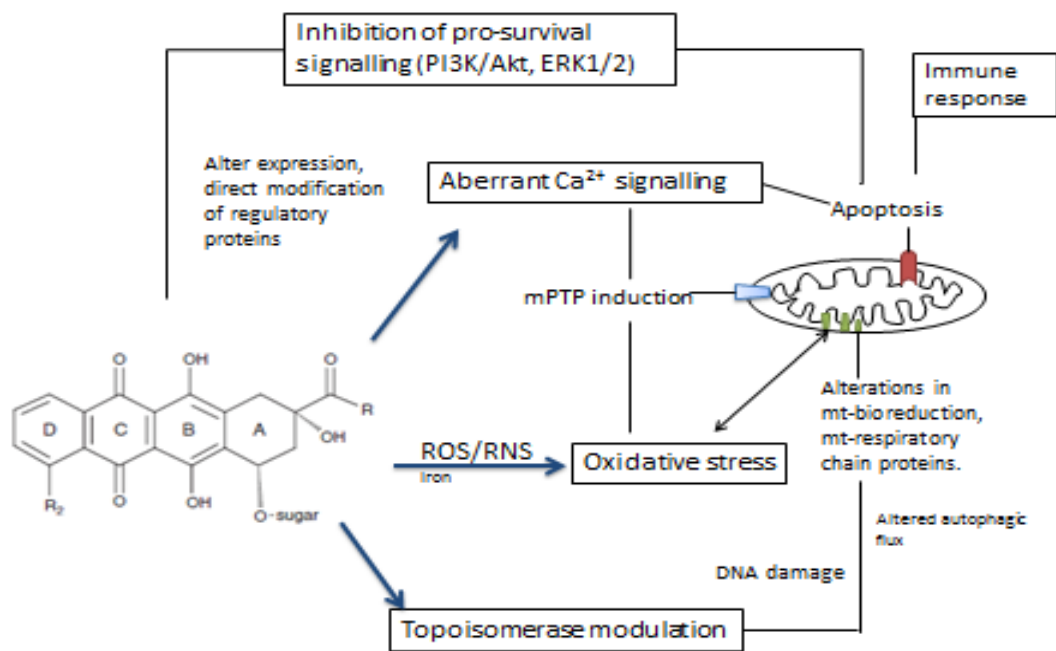 Inhibition of pro-survival
signalling (PI3K/Akt, ERK1/2)
Immune
response
Alter expression,
direct modification
of regulatory
proteins
Aberrant Ca²⁺ signalling
Apoptosis
mPTP induction
O
OH
O
R
D
C
B
A
OH
R₂
O
OH
O-sugar
ROS/RNS
Iron
Oxidative stress
Alterations in
mt-bioreduction,
mt-respiratory
chain proteins.
Altered autophagic
flux
DNA damage
Topoisomerase modulation